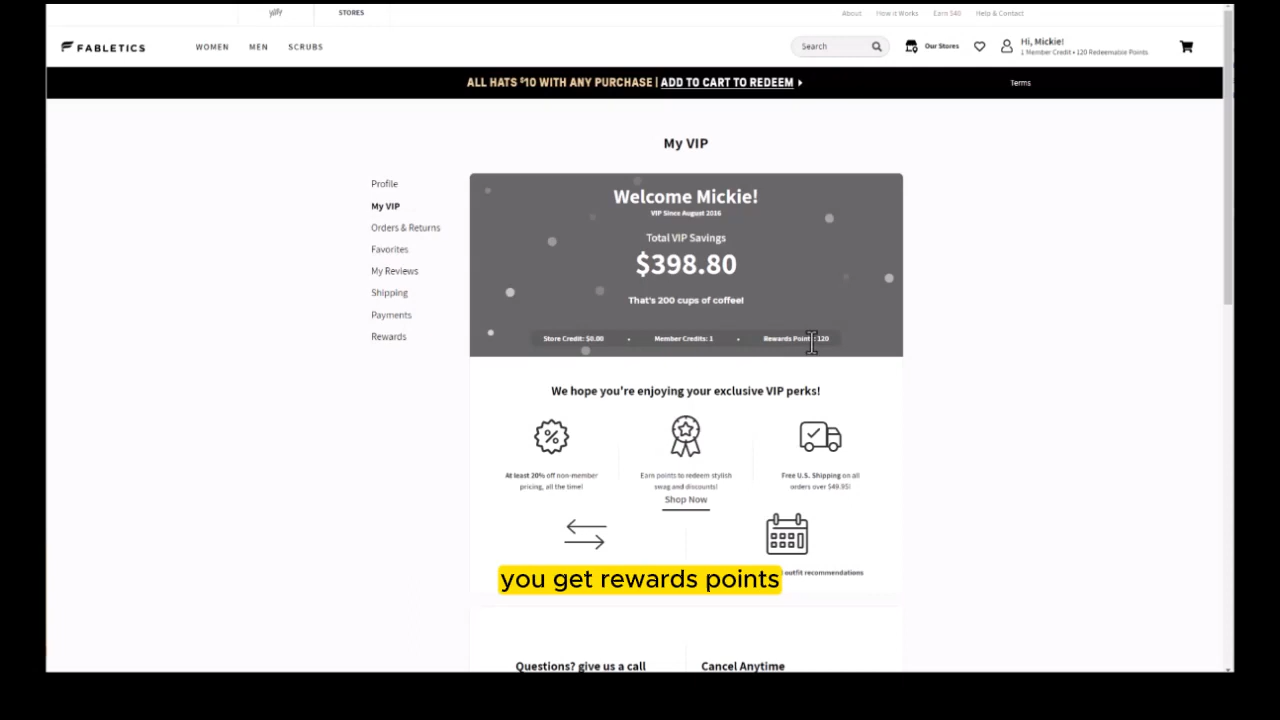 yitty
STORES
About
How it Works
Earn $40
Help & Contact
FABLETICS
WOMEN
MEN
SCRUBS
Search
Our Stores
Hi, Mickie!
1 Member Credit • 120 Redeemable Points
ALL HATS $10 WITH ANY PURCHASE | ADD TO CART TO REDEEM
Terms
My VIP
Profile
My VIP
Orders & Returns
Favorites
My Reviews
Shipping
Payments
Rewards
Welcome Mickie!
VIP Since August 2016
Total VIP Savings
$398.80
That's 200 cups of coffee!
Store Credit: $0.00 • Member Credits: 1 • Rewards Points: 120
We hope you're enjoying your exclusive VIP perks!
At least 20% off non-member
pricing, all the time!
Earn points to redeem stylish
swag and discounts!
Shop Now
Free U.S. Shipping on all
orders over $49.95!
outfit recommendations
you get rewards points
Questions? give us a call
Cancel Anytime